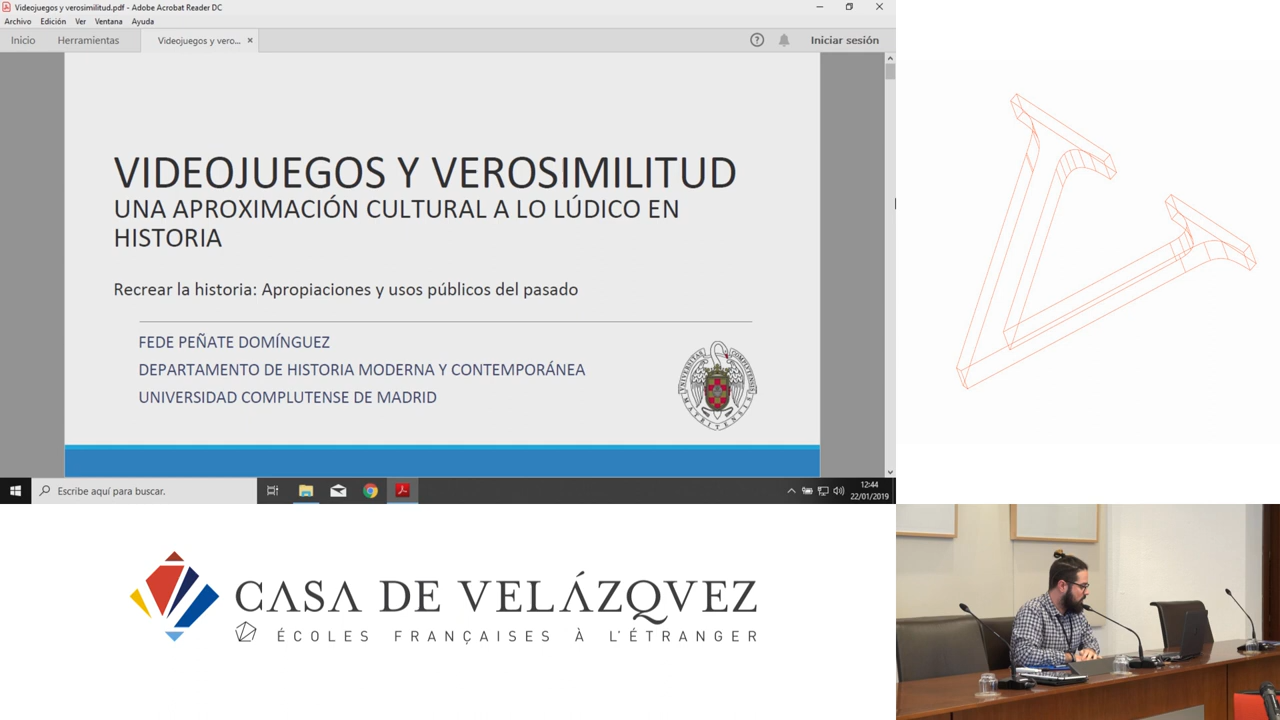 Videojuegos y verosimilitud.pdf - Adobe Acrobat Reader DC
Archivo Edición Ver Ventana Ayuda
Inicio Herramientas Videojuegos y vero... × Iniciar sesión
VIDEOJUEGOS Y VEROSIMILITUD
UNA APROXIMACIÓN CULTURAL A LO LÚDICO EN
HISTORIA
Recrear la historia: Apropiaciones y usos públicos del pasado
FEDE PEÑATE DOMÍNGUEZ
DEPARTAMENTO DE HISTORIA MODERNA Y CONTEMPORÁNEA
UNIVERSIDAD COMPLUTENSE DE MADRID
UNIVERSITAS COMPLUTENSIS
MATRITENSIS
Escribe aquí para buscar.
12:44
22/01/2019
CASA DE VELÁZQVEZ
ÉCOLES FRANÇAISES À L'ÉTRANGER